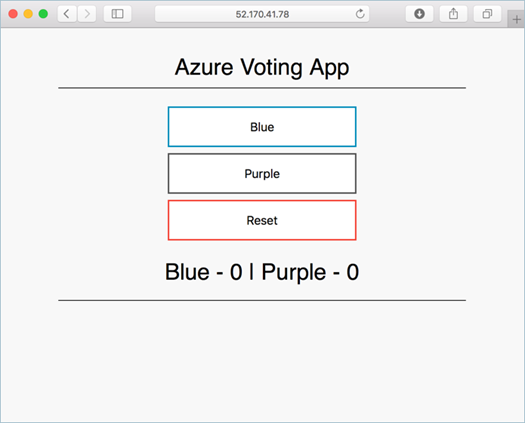 52.170.41.78
Azure Voting App
Blue
Purple
Reset
Blue - 0 | Purple - 0